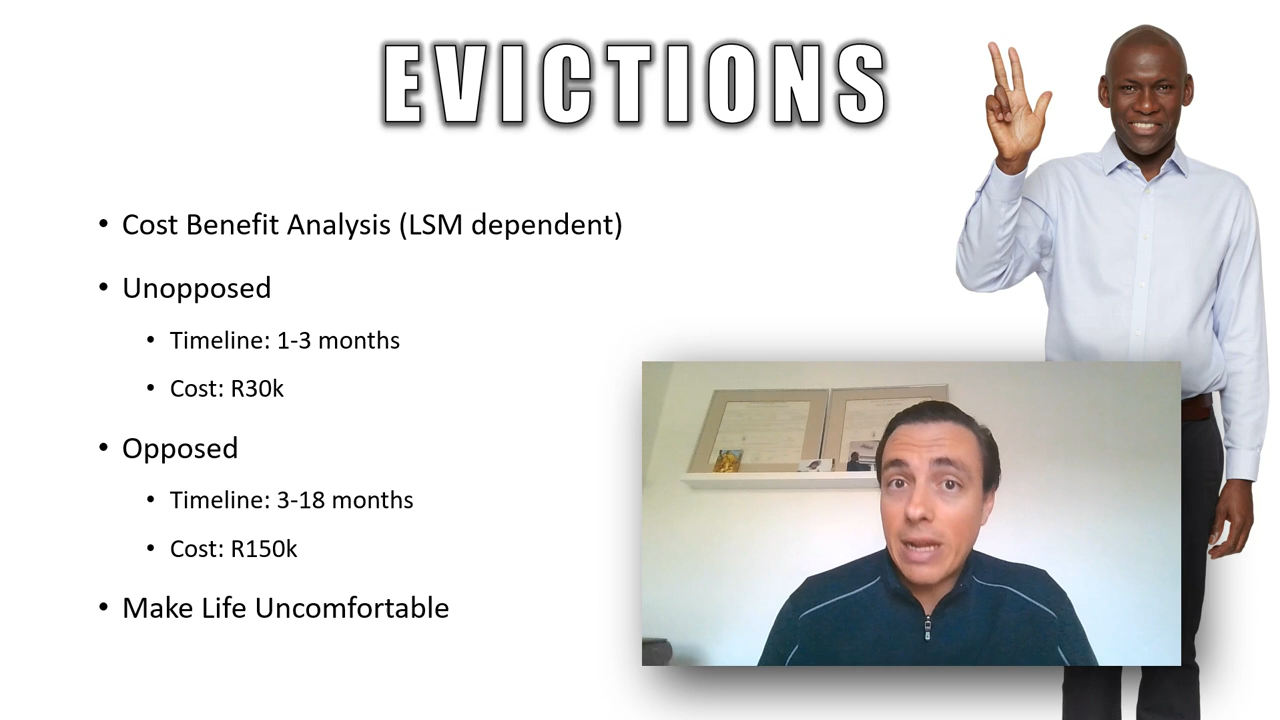 EVICTIONS
• Cost Benefit Analysis (LSM dependent)
• Unopposed
• Timeline: 1-3 months
• Cost: R30k
• Opposed
• Timeline: 3-18 months
• Cost: R150k
• Make Life Uncomfortable